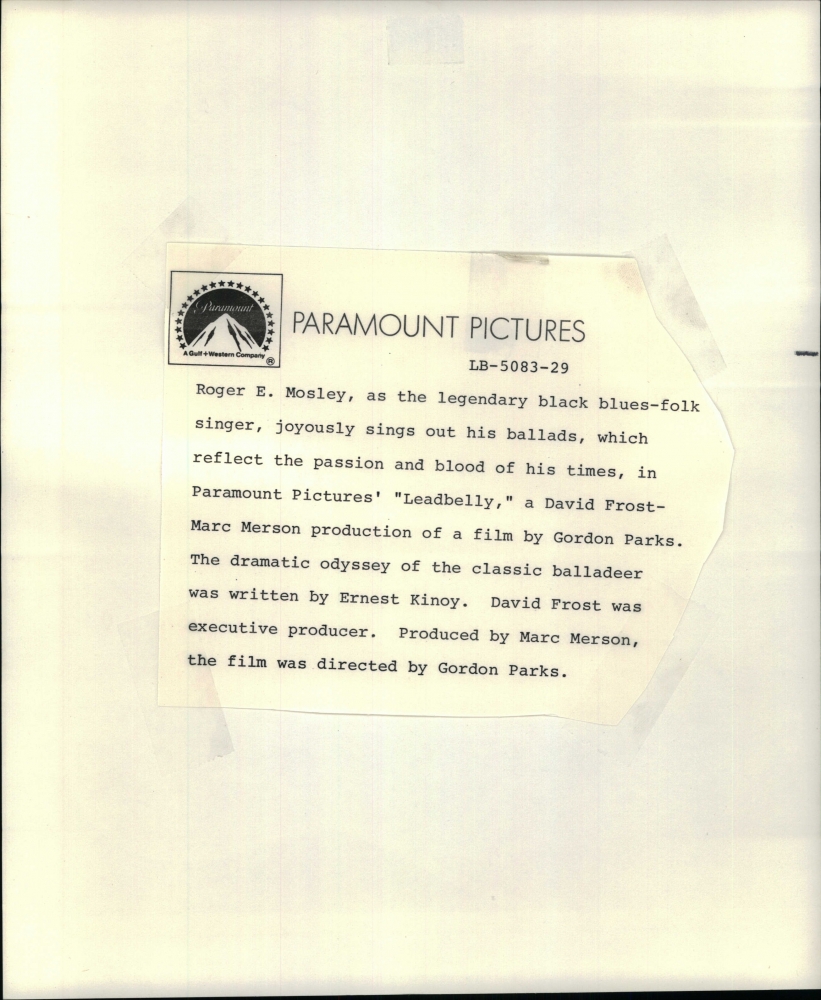 Paramount
A Gulf+Western Company
®
PARAMOUNT PICTURES
LB-5083-29
Roger E. Mosley, as the legendary black blues-folk
singer, joyously sings out his ballads, which
reflect the passion and blood of his times, in
Paramount Pictures' "Leadbelly," a David Frost-
Marc Merson production of a film by Gordon Parks.
The dramatic odyssey of the classic balladeer
was written by Ernest Kinoy.  David Frost was
executive producer.  Produced by Marc Merson,
the film was directed by Gordon Parks.